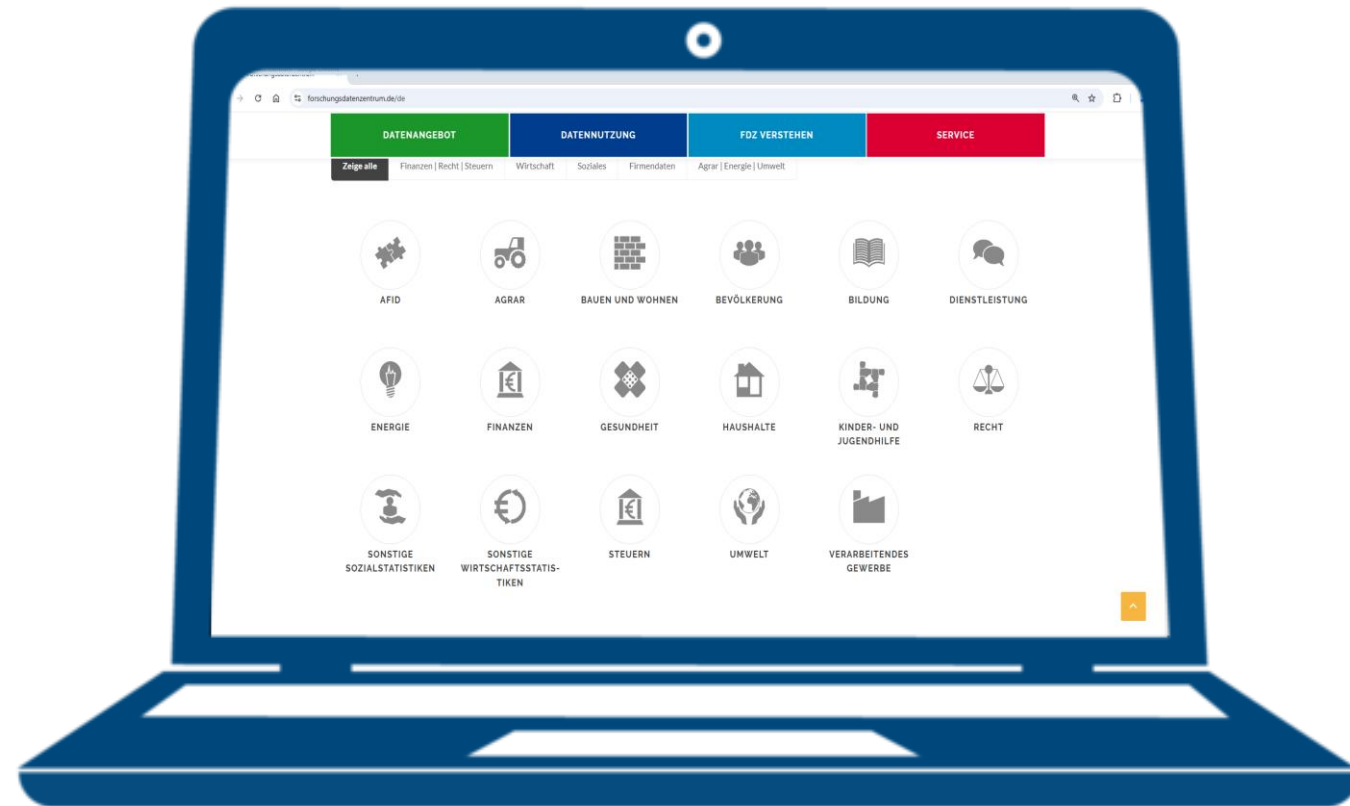 forschungsdatenzentrum.de/de
DATENANGEBOT DATENNUTZUNG FDZ VERSTEHEN SERVICE
Zeige alle Finanzen | Recht | Steuern Wirtschaft Soziales Firmendaten Agrar | Energie | Umwelt
AFID AGRAR BAUEN UND WOHNEN BEVÖLKERUNG BILDUNG DIENSTLEISTUNG
ENERGIE FINANZEN GESUNDHEIT HAUSHALTE KINDER- UND JUGENDHILFE RECHT
SONSTIGE SOZIALSTATISTIKEN
SONSTIGE WIRTSCHAFTSSTATIS-
TIKEN
STEUERN UMWELT VERARBEITENDES GEWERBE